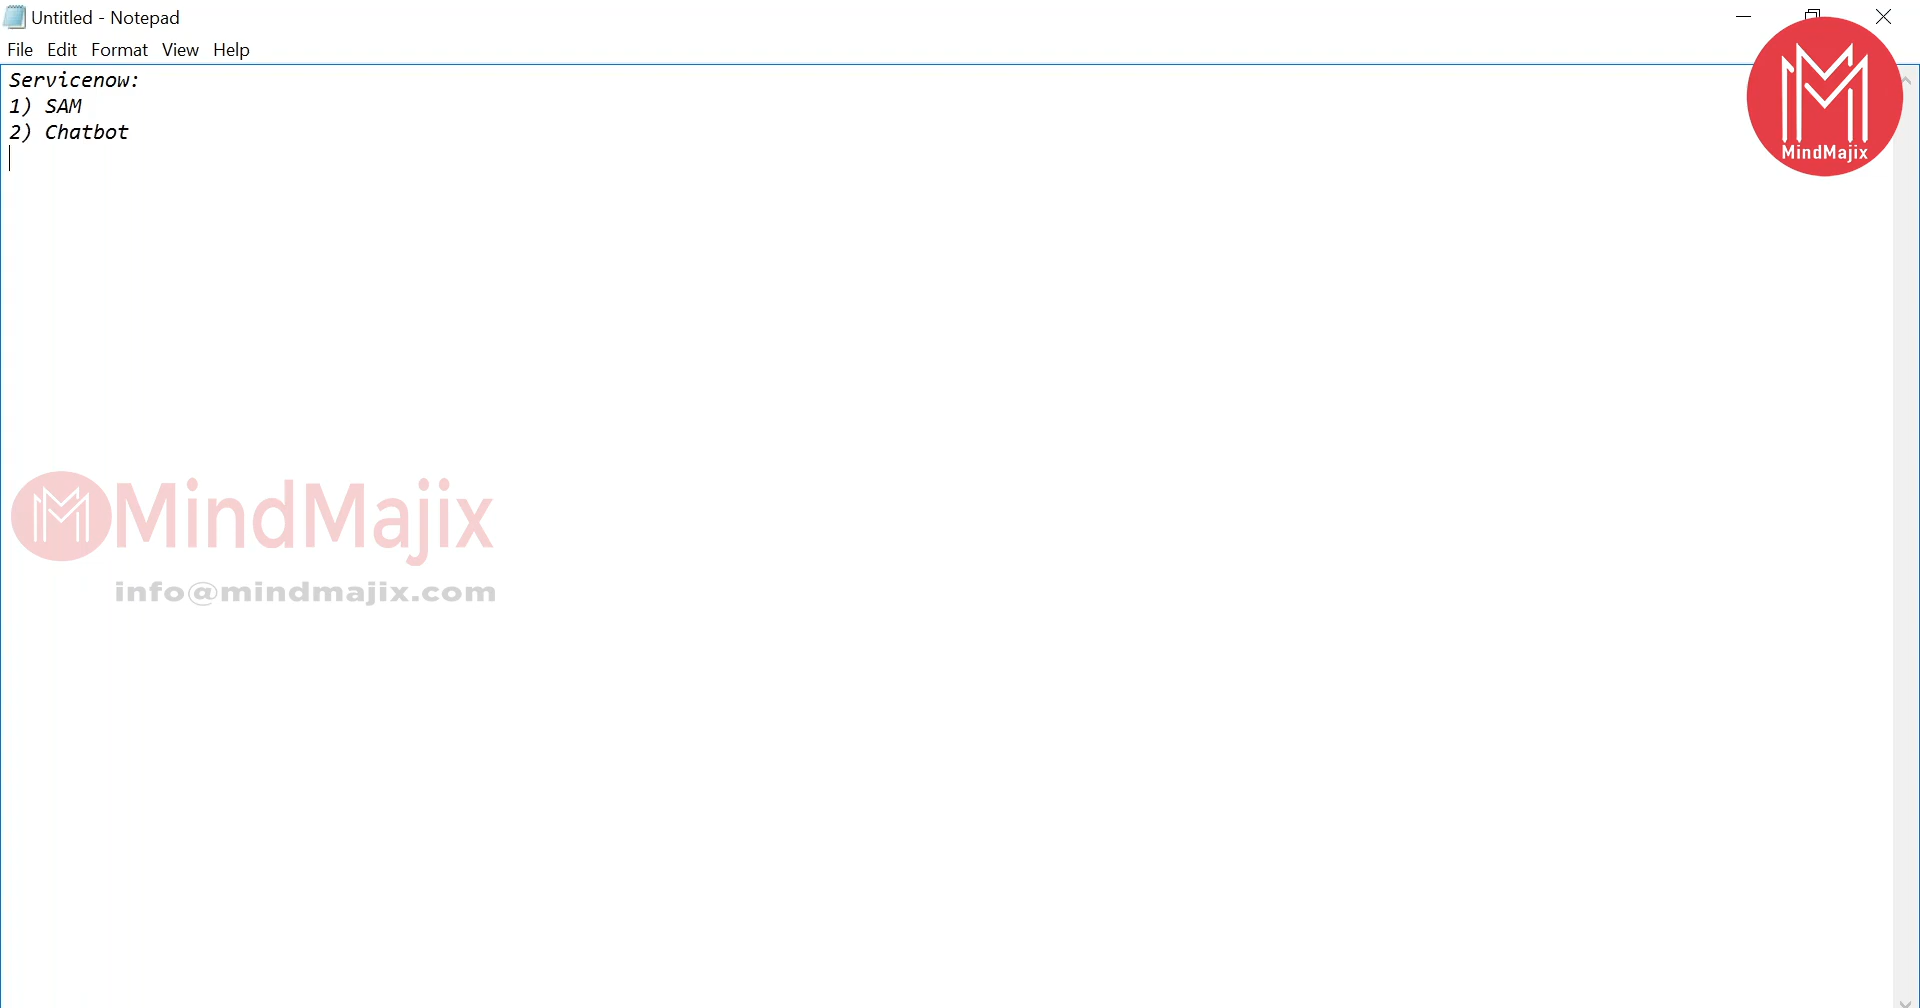 Untitled - Notepad
File Edit Format View Help
Servicenow:
1) SAM
2) Chatbot
MindMajix
MindMajix
info@mindmajix.com